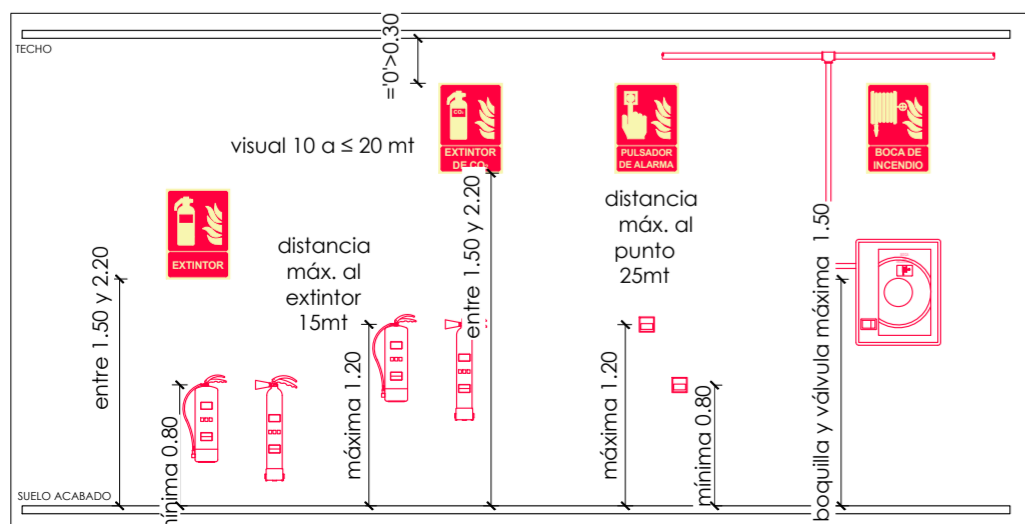 TECHO
='0'>0.30
visual 10 a ≤ 20 mt
EXTINTOR
DE CO₂
CO₂
PULSADOR
DE ALARMA
BOCA DE
INCENDIO
EXTINTOR
entre 1.50 y 2.20
distancia
máx. al
extintor
15mt
entre 1.50 y 2.20
distancia
máx. al
punto
25mt
boquilla y válvula máxima 1.50
mínima 0.80
máxima 1.20
máxima 1.20
mínima 0.80
SUELO ACABADO